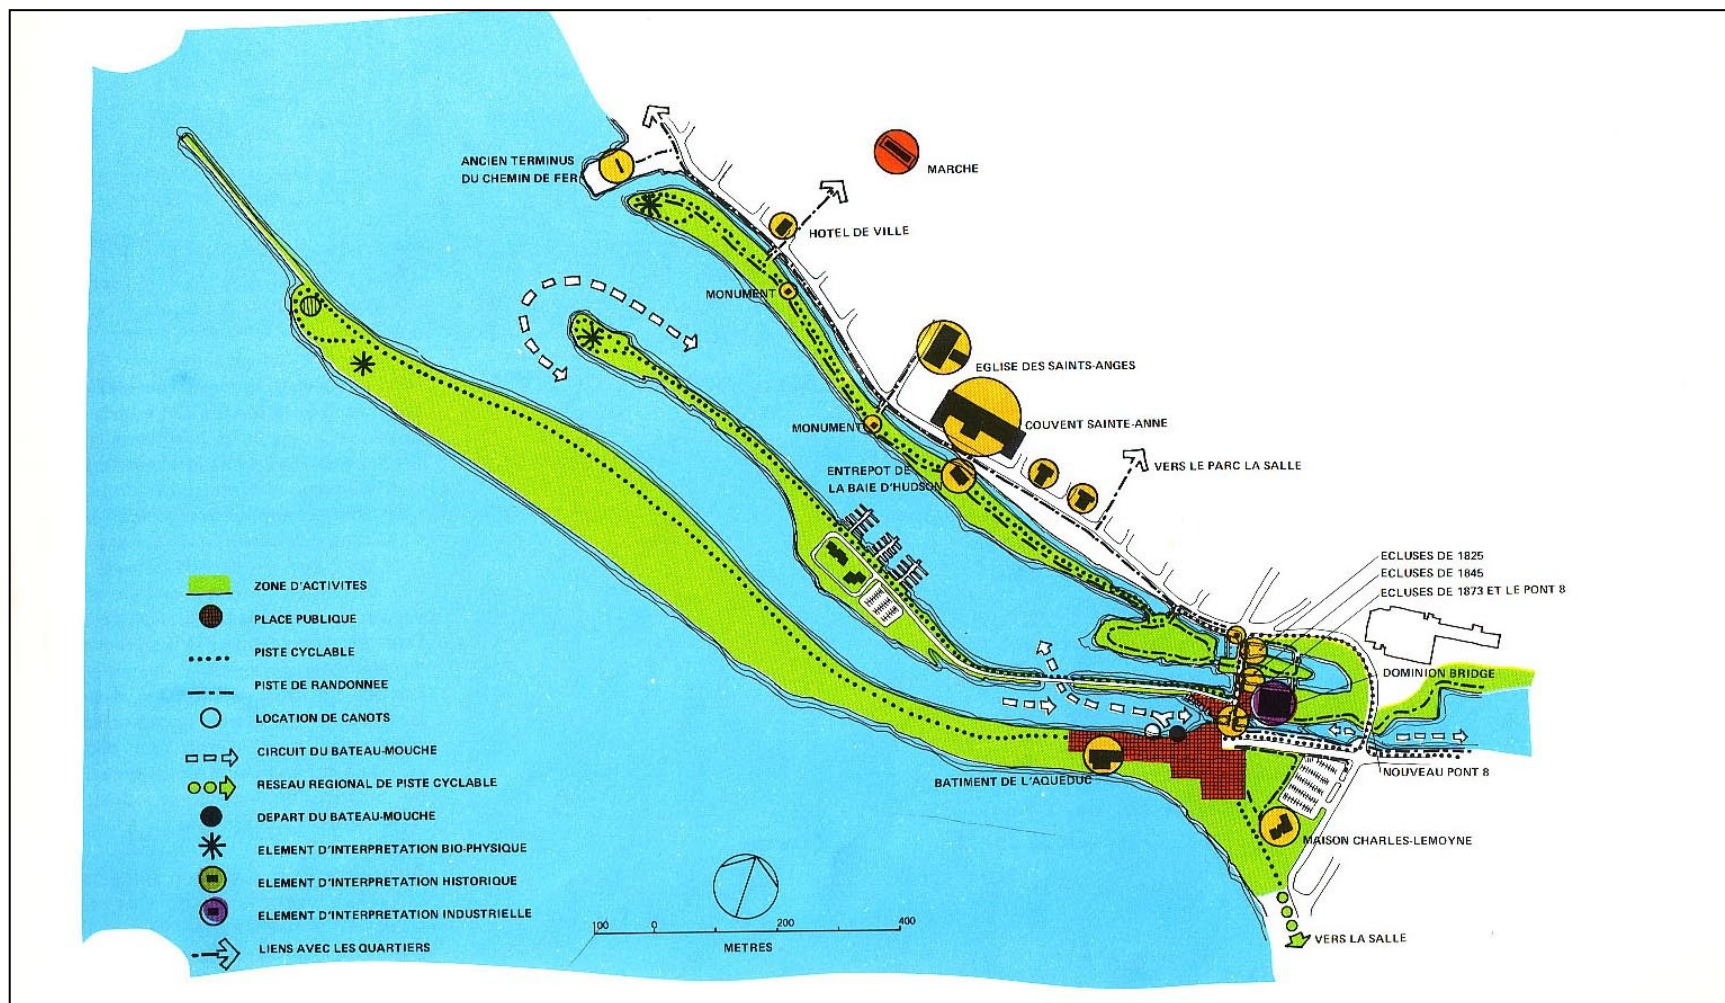 ANCIEN TERMINUS
DU CHEMIN DE FER
MARCHE
HOTEL DE VILLE
MONUMENT
EGLISE DES SAINTS-ANGES
MONUMENT
COUVENT SAINTE-ANNE
ENTREPOT DE
LA BAIE D'HUDSON
VERS LE PARC LA SALLE
ECLUSES DE 1825
ECLUSES DE 1845
ECLUSES DE 1873 ET LE PONT 8
DOMINION BRIDGE
NOUVEAU PONT 8
BATIMENT DE L'AQUEDUC
MAISON CHARLES-LEMOYNE
VERS LA SALLE
ZONE D'ACTIVITES
PLACE PUBLIQUE
PISTE CYCLABLE
PISTE DE RANDONNEE
LOCATION DE CANOTS
CIRCUIT DU BATEAU-MOUCHE
RESEAU REGIONAL DE PISTE CYCLABLE
DEPART DU BATEAU-MOUCHE
ELEMENT D'INTERPRETATION BIO-PHYSIQUE
ELEMENT D'INTERPRETATION HISTORIQUE
ELEMENT D'INTERPRETATION INDUSTRIELLE
LIENS AVEC LES QUARTIERS
100 0 200 400
METRES